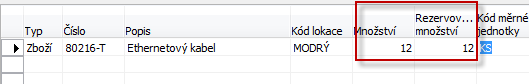 Typ Číslo Popis Kód lokace Množství Rezervov... množství Kód měrné jednotky
Zboží 80216-T Ethernetový kabel MODRÝ 12 12 KS